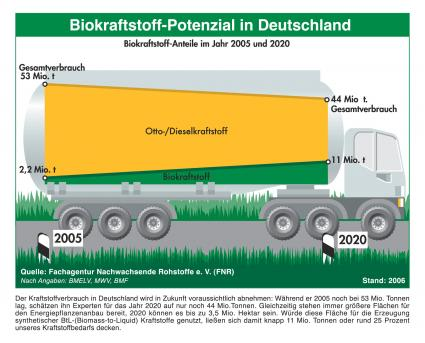 Biokraftstoff-Potenzial in Deutschland
Biokraftstoff-Anteile im Jahr 2005 und 2020
Gesamtverbrauch
53 Mio. t
44 Mio t.
Gesamtverbrauch
Otto-/Dieselkraftstoff
11 Mio. t
2,2 Mio. t
Biokraftstoff
2005
2020
Quelle: Fachagentur Nachwachsende Rohstoffe e. V. (FNR)
Nach Angaben: BMELV, MWV, BMF
Stand: 2006
Der Kraftstoffverbrauch in Deutschland wird in Zukunft voraussichtlich abnehmen: Während er 2005 noch bei 53 Mio. Tonnen
lag, schätzen ihn Experten für das Jahr 2020 auf nur noch 44 Mio.Tonnen. Gleichzeitig stehen immer größere Flächen für
den Energiepflanzenanbau bereit, 2020 können es bis zu 3,5 Mio. Hektar sein. Würde diese Fläche für die Erzeugung
synthetischer BtL-(Biomass-to-Liquid) Kraftstoffe genutzt, ließen sich damit knapp 11 Mio. Tonnen oder rund 25 Prozent
unseres Kraftstoffbedarfs decken.